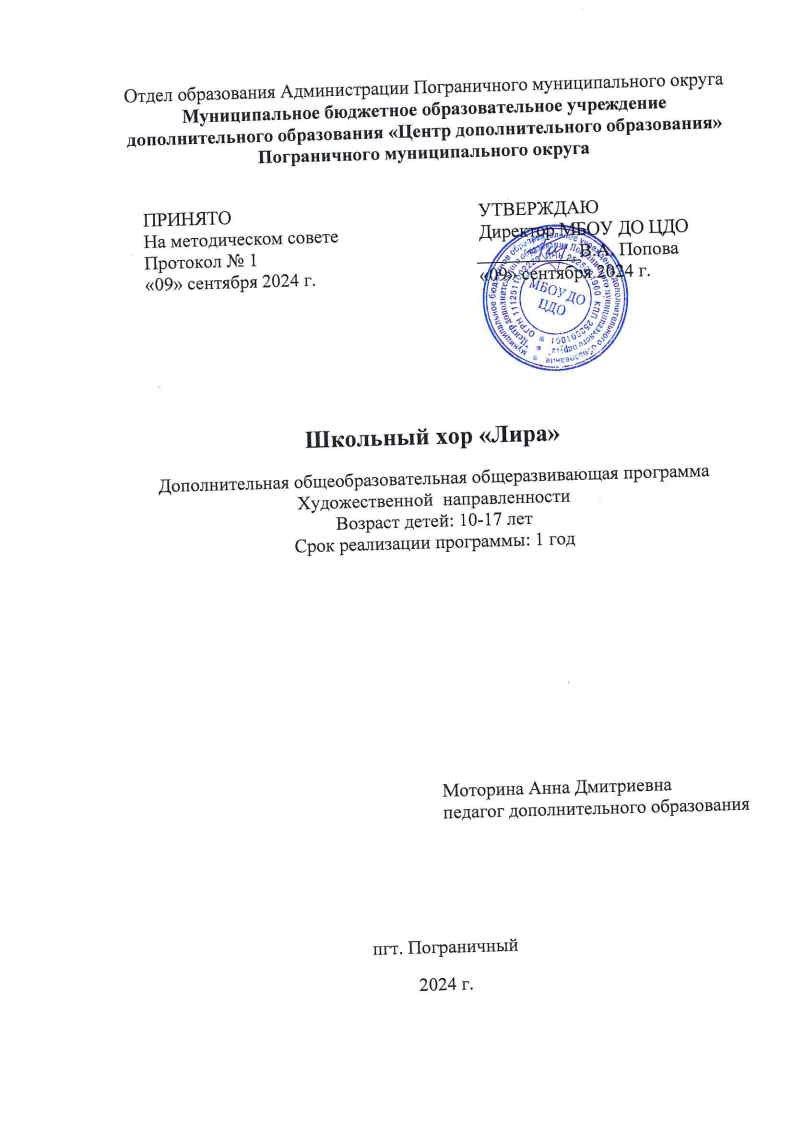 Отдел образования Администрации Пограничного муниципального округа
Муниципальное бюджетное образовательное учреждение
дополнительного образования «Центр дополнительного образования»
Пограничного муниципального округа
ПРИНЯТО
На методическом совете
Протокол № 1
«09» сентября 2024 г.
УТВЕРЖДАЮ
Директор МБОУ ДО ЦДО
В.А. Попова
«09» сентября 2024 г.
МБОУ ДО
ЦДО
Школьный хор «Лира»
Дополнительная общеобразовательная общеразвивающая программа
Художественной направленности
Возраст детей: 10-17 лет
Срок реализации программы: 1 год
Моторина Анна Дмитриевна
педагог дополнительного образования
пгт. Пограничный
2024 г.